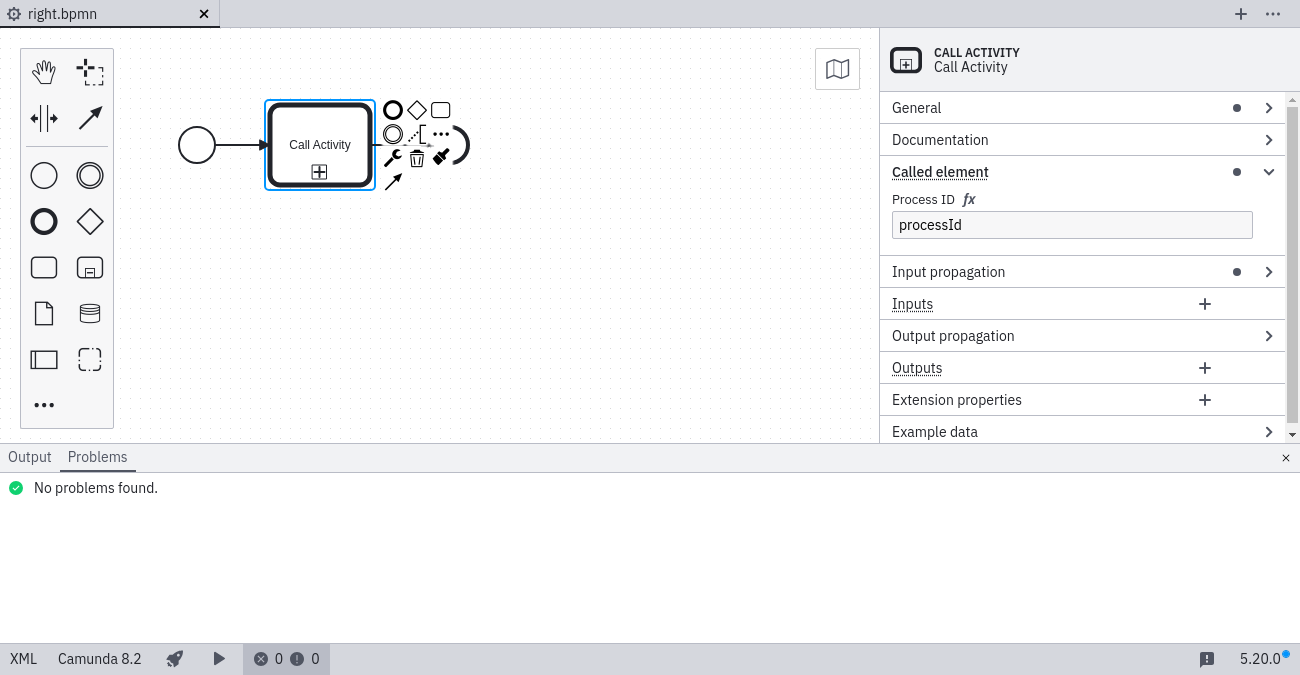 right.bpmn
Call Activity
CALL ACTIVITY
Call Activity
General
Documentation
Called element
Process ID fx
processId
Input propagation
Inputs
Output propagation
Outputs
Extension properties
Example data
Output Problems
No problems found.
XML Camunda 8.2 0 0 5.20.0